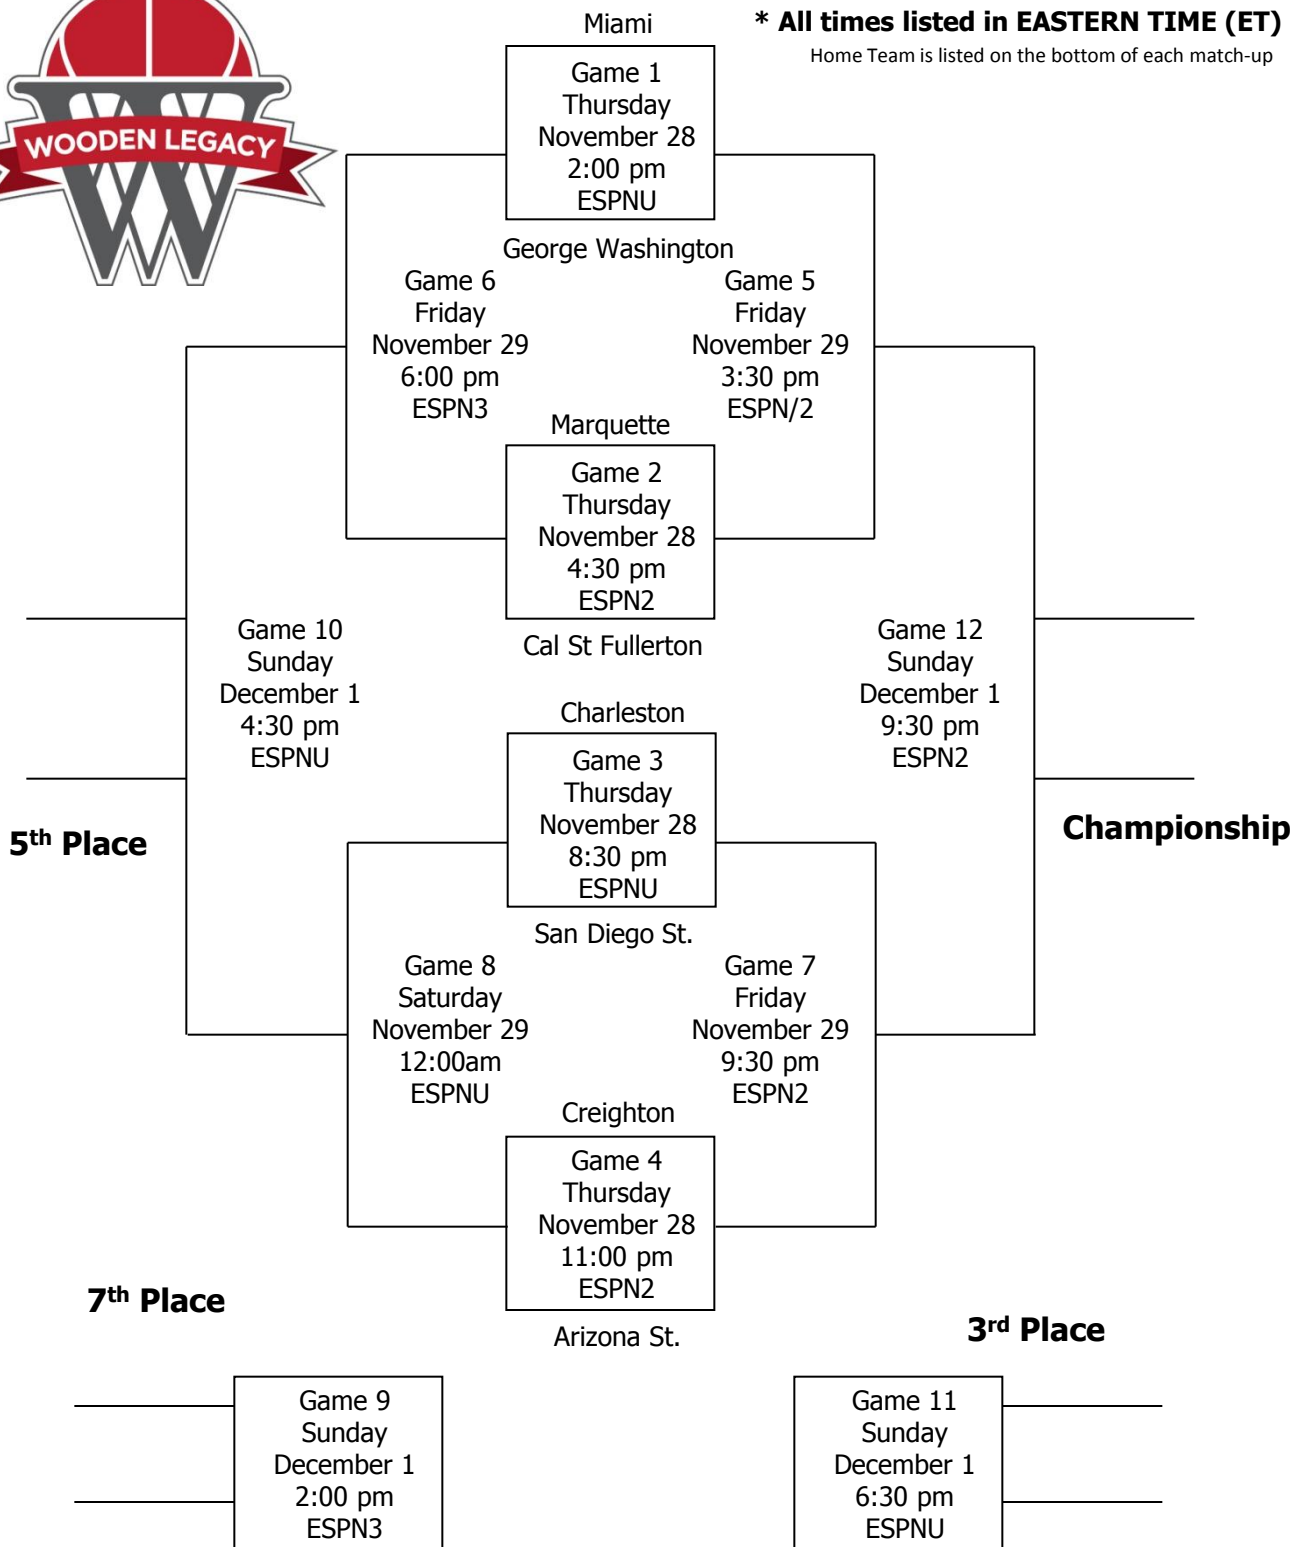 WOODEN LEGACY
Miami
* All times listed in EASTERN TIME (ET)
Home Team is listed on the bottom of each match-up
Game 1
Thursday
November 28
2:00 pm
ESPNU
George Washington
Game 6
Friday
November 29
6:00 pm
ESPN3
Game 5
Friday
November 29
3:30 pm
ESPN/2
Marquette
Game 2
Thursday
November 28
4:30 pm
ESPN2
Cal St Fullerton
Game 10
Sunday
December 1
4:30 pm
ESPNU
Game 12
Sunday
December 1
9:30 pm
ESPN2
Charleston
Game 3
Thursday
November 28
8:30 pm
ESPNU
5th Place
Championship
San Diego St.
Game 8
Saturday
November 29
12:00am
ESPNU
Game 7
Friday
November 29
9:30 pm
ESPN2
Creighton
Game 4
Thursday
November 28
11:00 pm
ESPN2
Arizona St.
7th Place
3rd Place
Game 9
Sunday
December 1
2:00 pm
ESPN3
Game 11
Sunday
December 1
6:30 pm
ESPNU